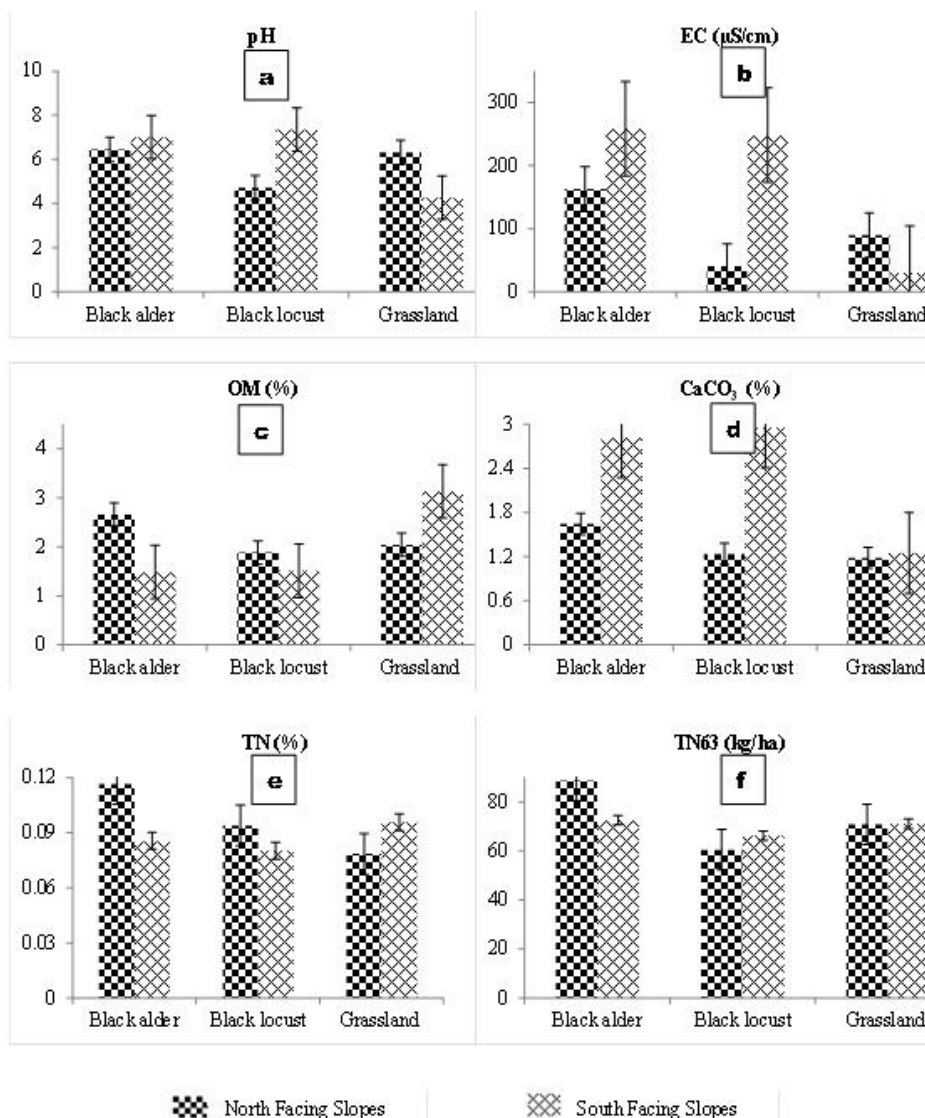 pH
a
10
8
6
4
2
0
Black alder Black locust Grassland
EC (µS/cm)
b
300
200
100
0
Black alder Black locust Grassland
OM (%)
c
4
3
2
1
0
Black alder Black locust Grassland
CaCO₃ (%)
d
3
2.4
1.8
1.2
0.6
0
Black alder Black locust Grassland
TN (%)
e
0.12
0.09
0.06
0.03
0
Black alder Black locust Grassland
TN63 (kg/ha)
f
80
60
40
20
0
Black alder Black locust Grassland
North Facing Slopes South Facing Slopes